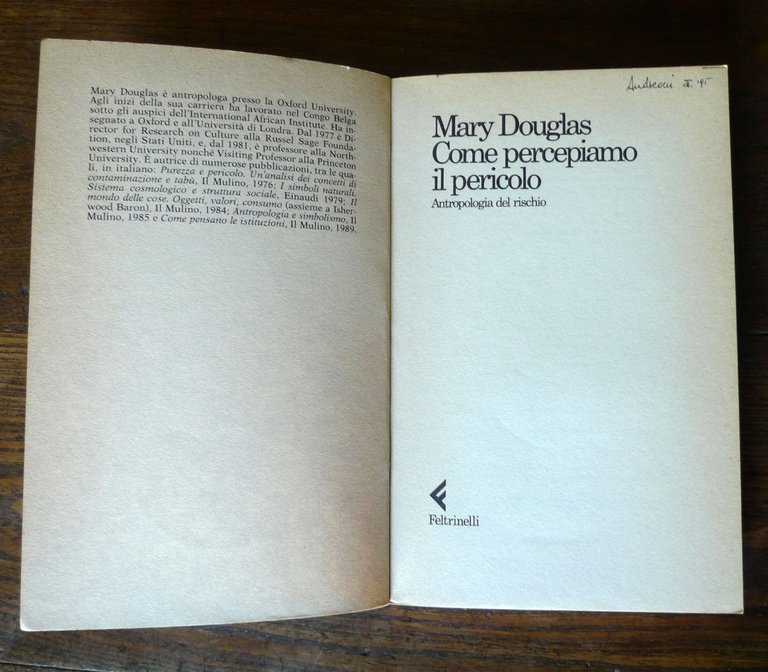 Mary Douglas è antropologa presso la Oxford University.
Agli inizi della sua carriera ha lavorato nel Congo Belga
sotto gli auspici dell'International African Institute. Ha in-
segnato a Oxford e all'Università di Londra. Dal 1977 è Di-
rector for Research on Culture alla Russel Sage Founda-
tion, negli Stati Uniti, e, dal 1981, è professore alla North-
western University nonché Visiting Professor alla Princeton
University. È autrice di numerose pubblicazioni, tra le qua-
li, in italiano: Purezza e pericolo. Un'analisi dei concetti di
contaminazione e tabù, Il Mulino, 1976; I simboli naturali.
Sistema cosmologico e struttura sociale, Einaudi 1979; Il
mondo delle cose. Oggetti, valori, consumo (assieme a Isher-
wood Baron), Il Mulino, 1984; Antropologia e simbolismo, Il
Mulino, 1985 e Come pensano le istituzioni, Il Mulino, 1989.
Mary Douglas
Come percepiamo
il pericolo
Antropologia del rischio
Feltrinelli